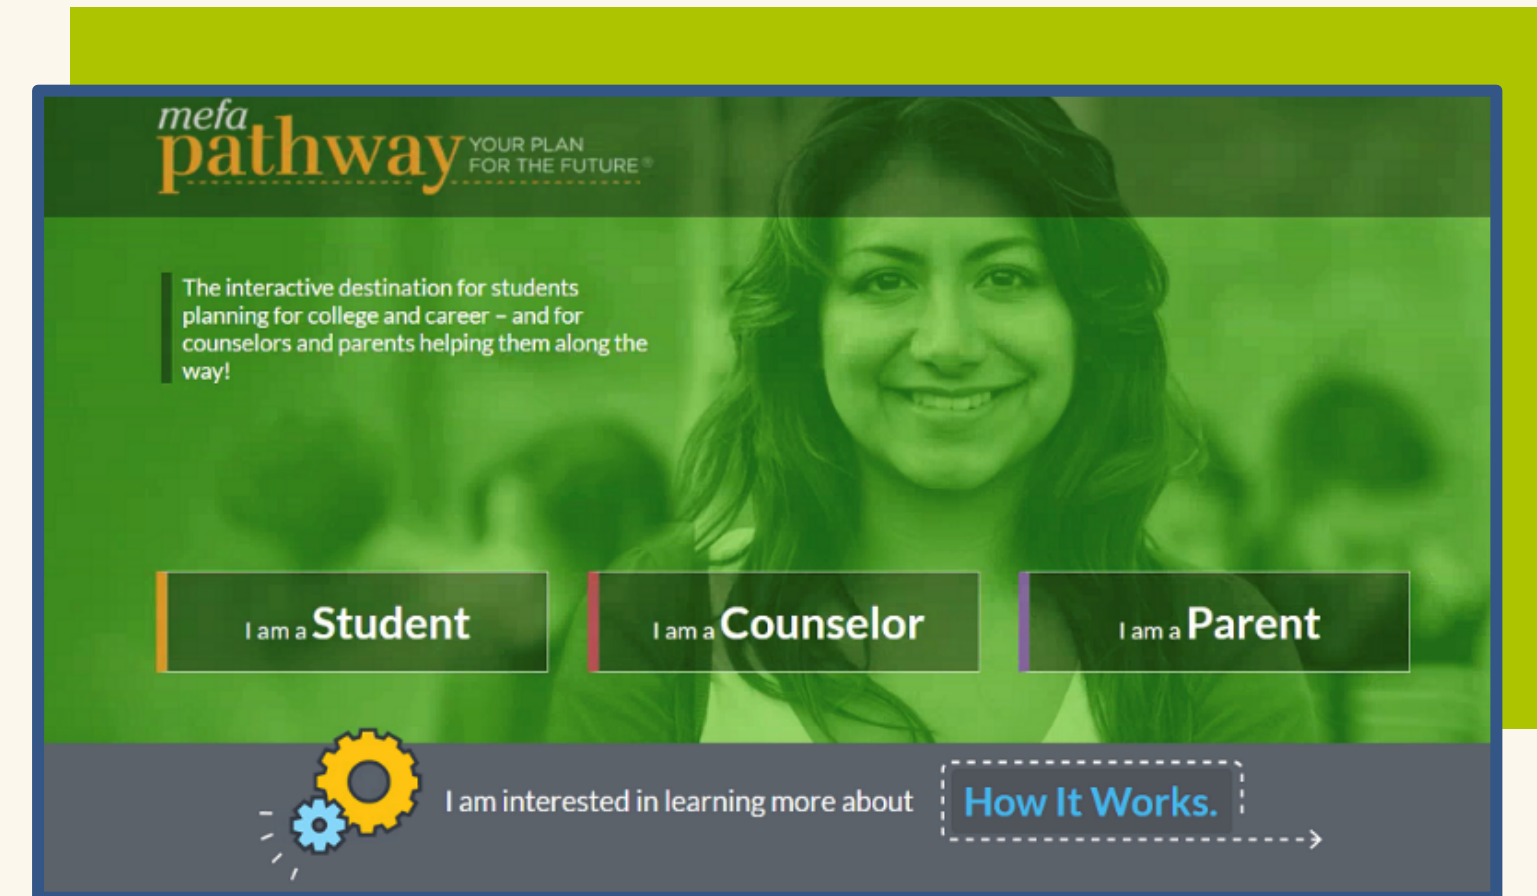 mefa
pathway
YOUR PLAN
FOR THE FUTURE®
The interactive destination for students
planning for college and career – and for
counselors and parents helping them along the
way!
I am a Student
I am a Counselor
I am a Parent
I am interested in learning more about How It Works.